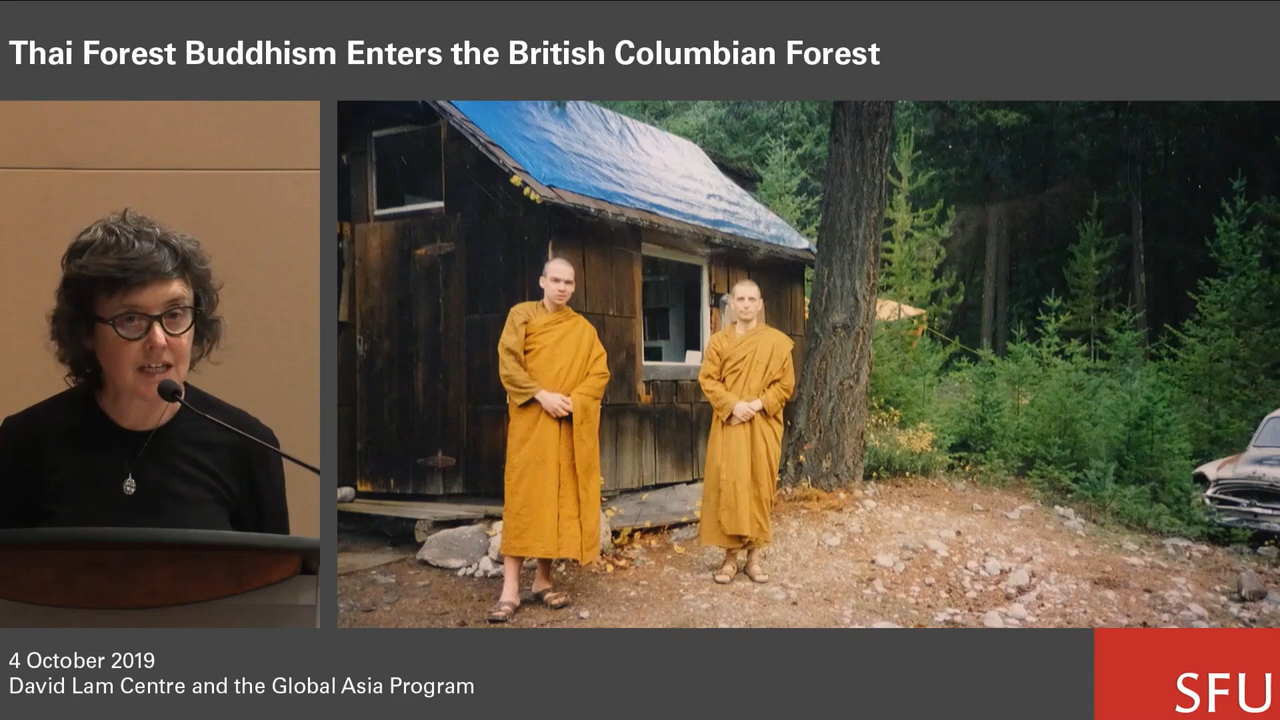 Thai Forest Buddhism Enters the British Columbian Forest
4 October 2019
David Lam Centre and the Global Asia Program
SFU